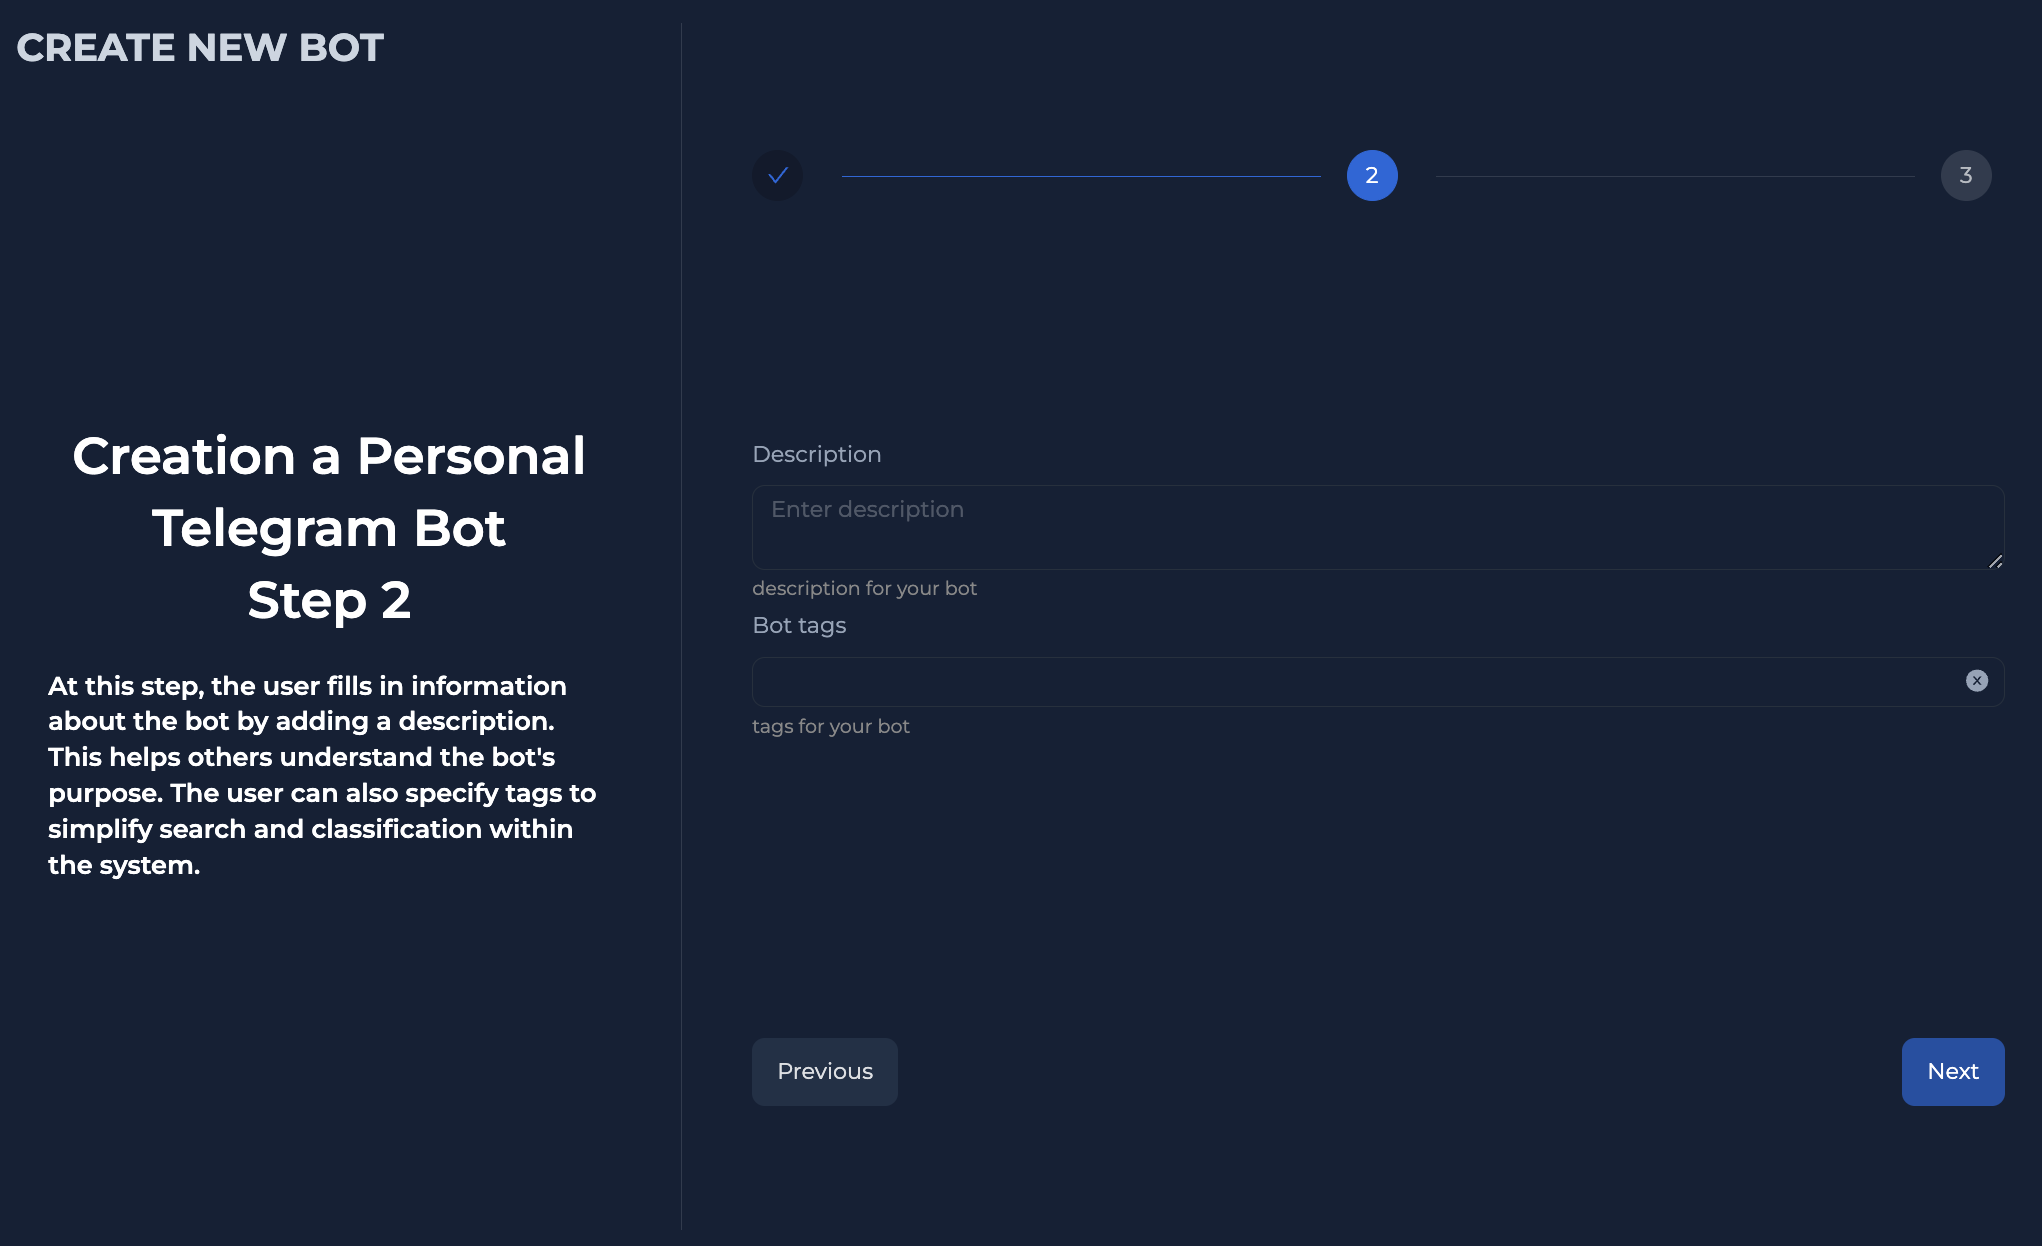 CREATE NEW BOT
Creation a Personal
Telegram Bot
Step 2
At this step, the user fills in information
about the bot by adding a description.
This helps others understand the bot's
purpose. The user can also specify tags to
simplify search and classification within
the system.
2
3
Description
Enter description
description for your bot
Bot tags
tags for your bot
Previous
Next